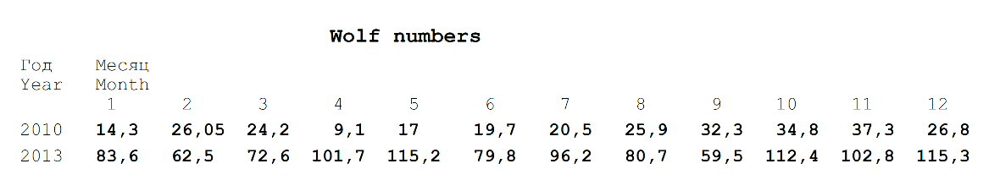 Wolf numbers
Год Месяц
Year Month
1 2 3 4 5 6 7 8 9 10 11 12
2010 14,3 26,05 24,2 9,1 17 19,7 20,5 25,9 32,3 34,8 37,3 26,8
2013 83,6 62,5 72,6 101,7 115,2 79,8 96,2 80,7 59,5 112,4 102,8 115,3